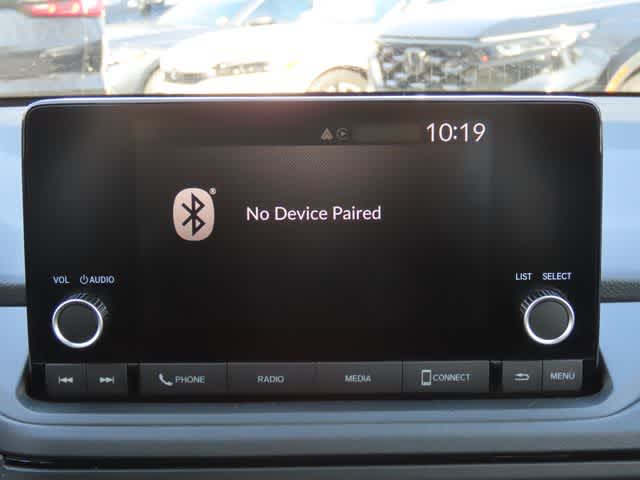 10:19
No Device Paired
VOL AUDIO
LIST SELECT
PHONE RADIO MEDIA CONNECT MENU